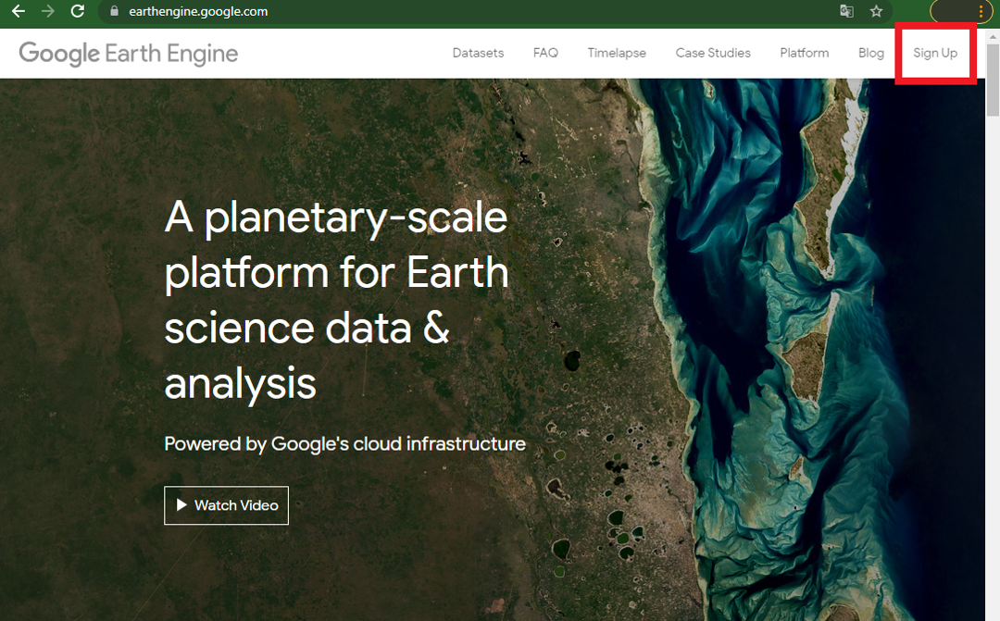 earthengine.google.com
Google Earth Engine
Datasets
FAQ
Timelapse
Case Studies
Platform
Blog
Sign Up
A planetary-scale
platform for Earth
science data &
analysis
Powered by Google's cloud infrastructure
Watch Video